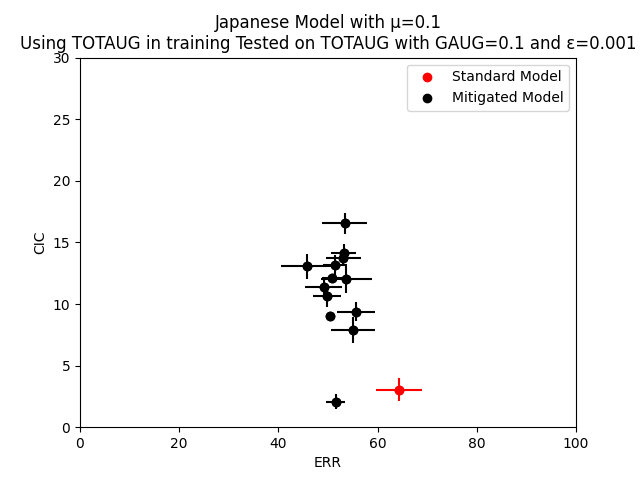 Japanese Model with μ=0.1
Using TOTAUG in training Tested on TOTAUG with GAUG=0.1 and ε=0.001
30
25
20
15
10
5
0
CIC
Standard Model
Mitigated Model
0 20 40 60 80 100
ERR